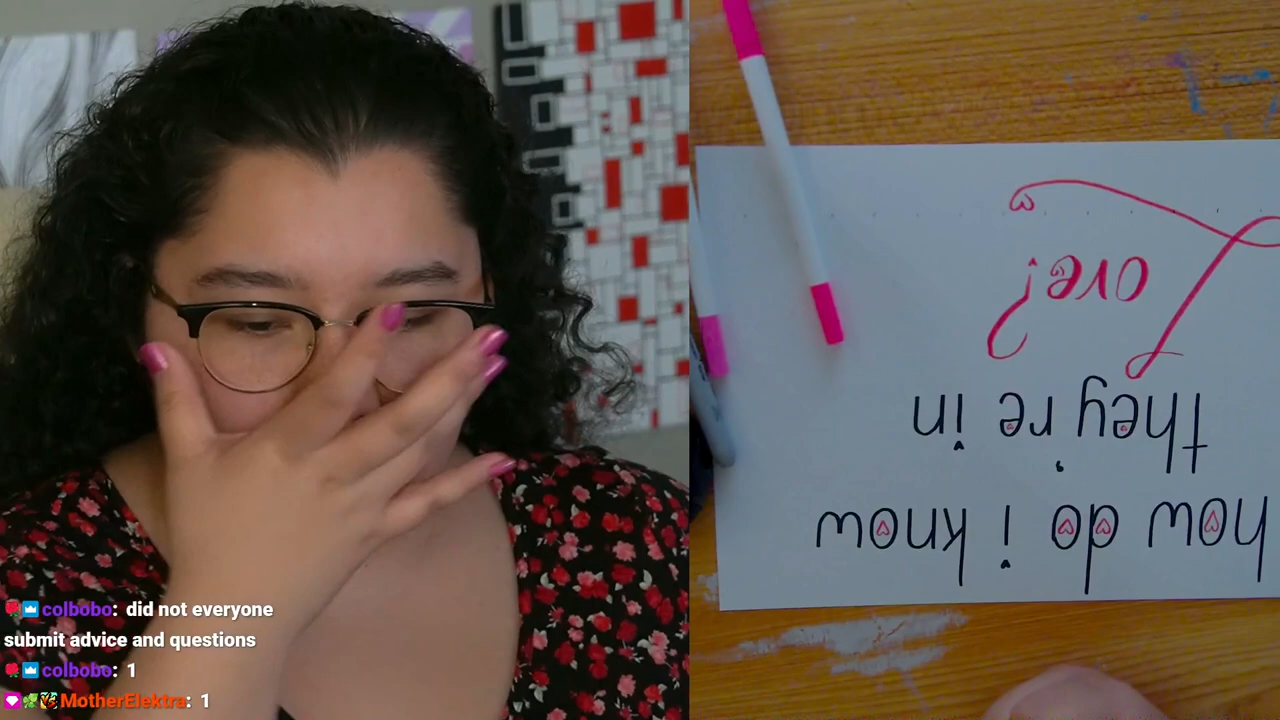 how do i know
they're in
Love?
colbobo: did not everyone
submit advice and questions
colbobo: 1
MotherElektra: 1